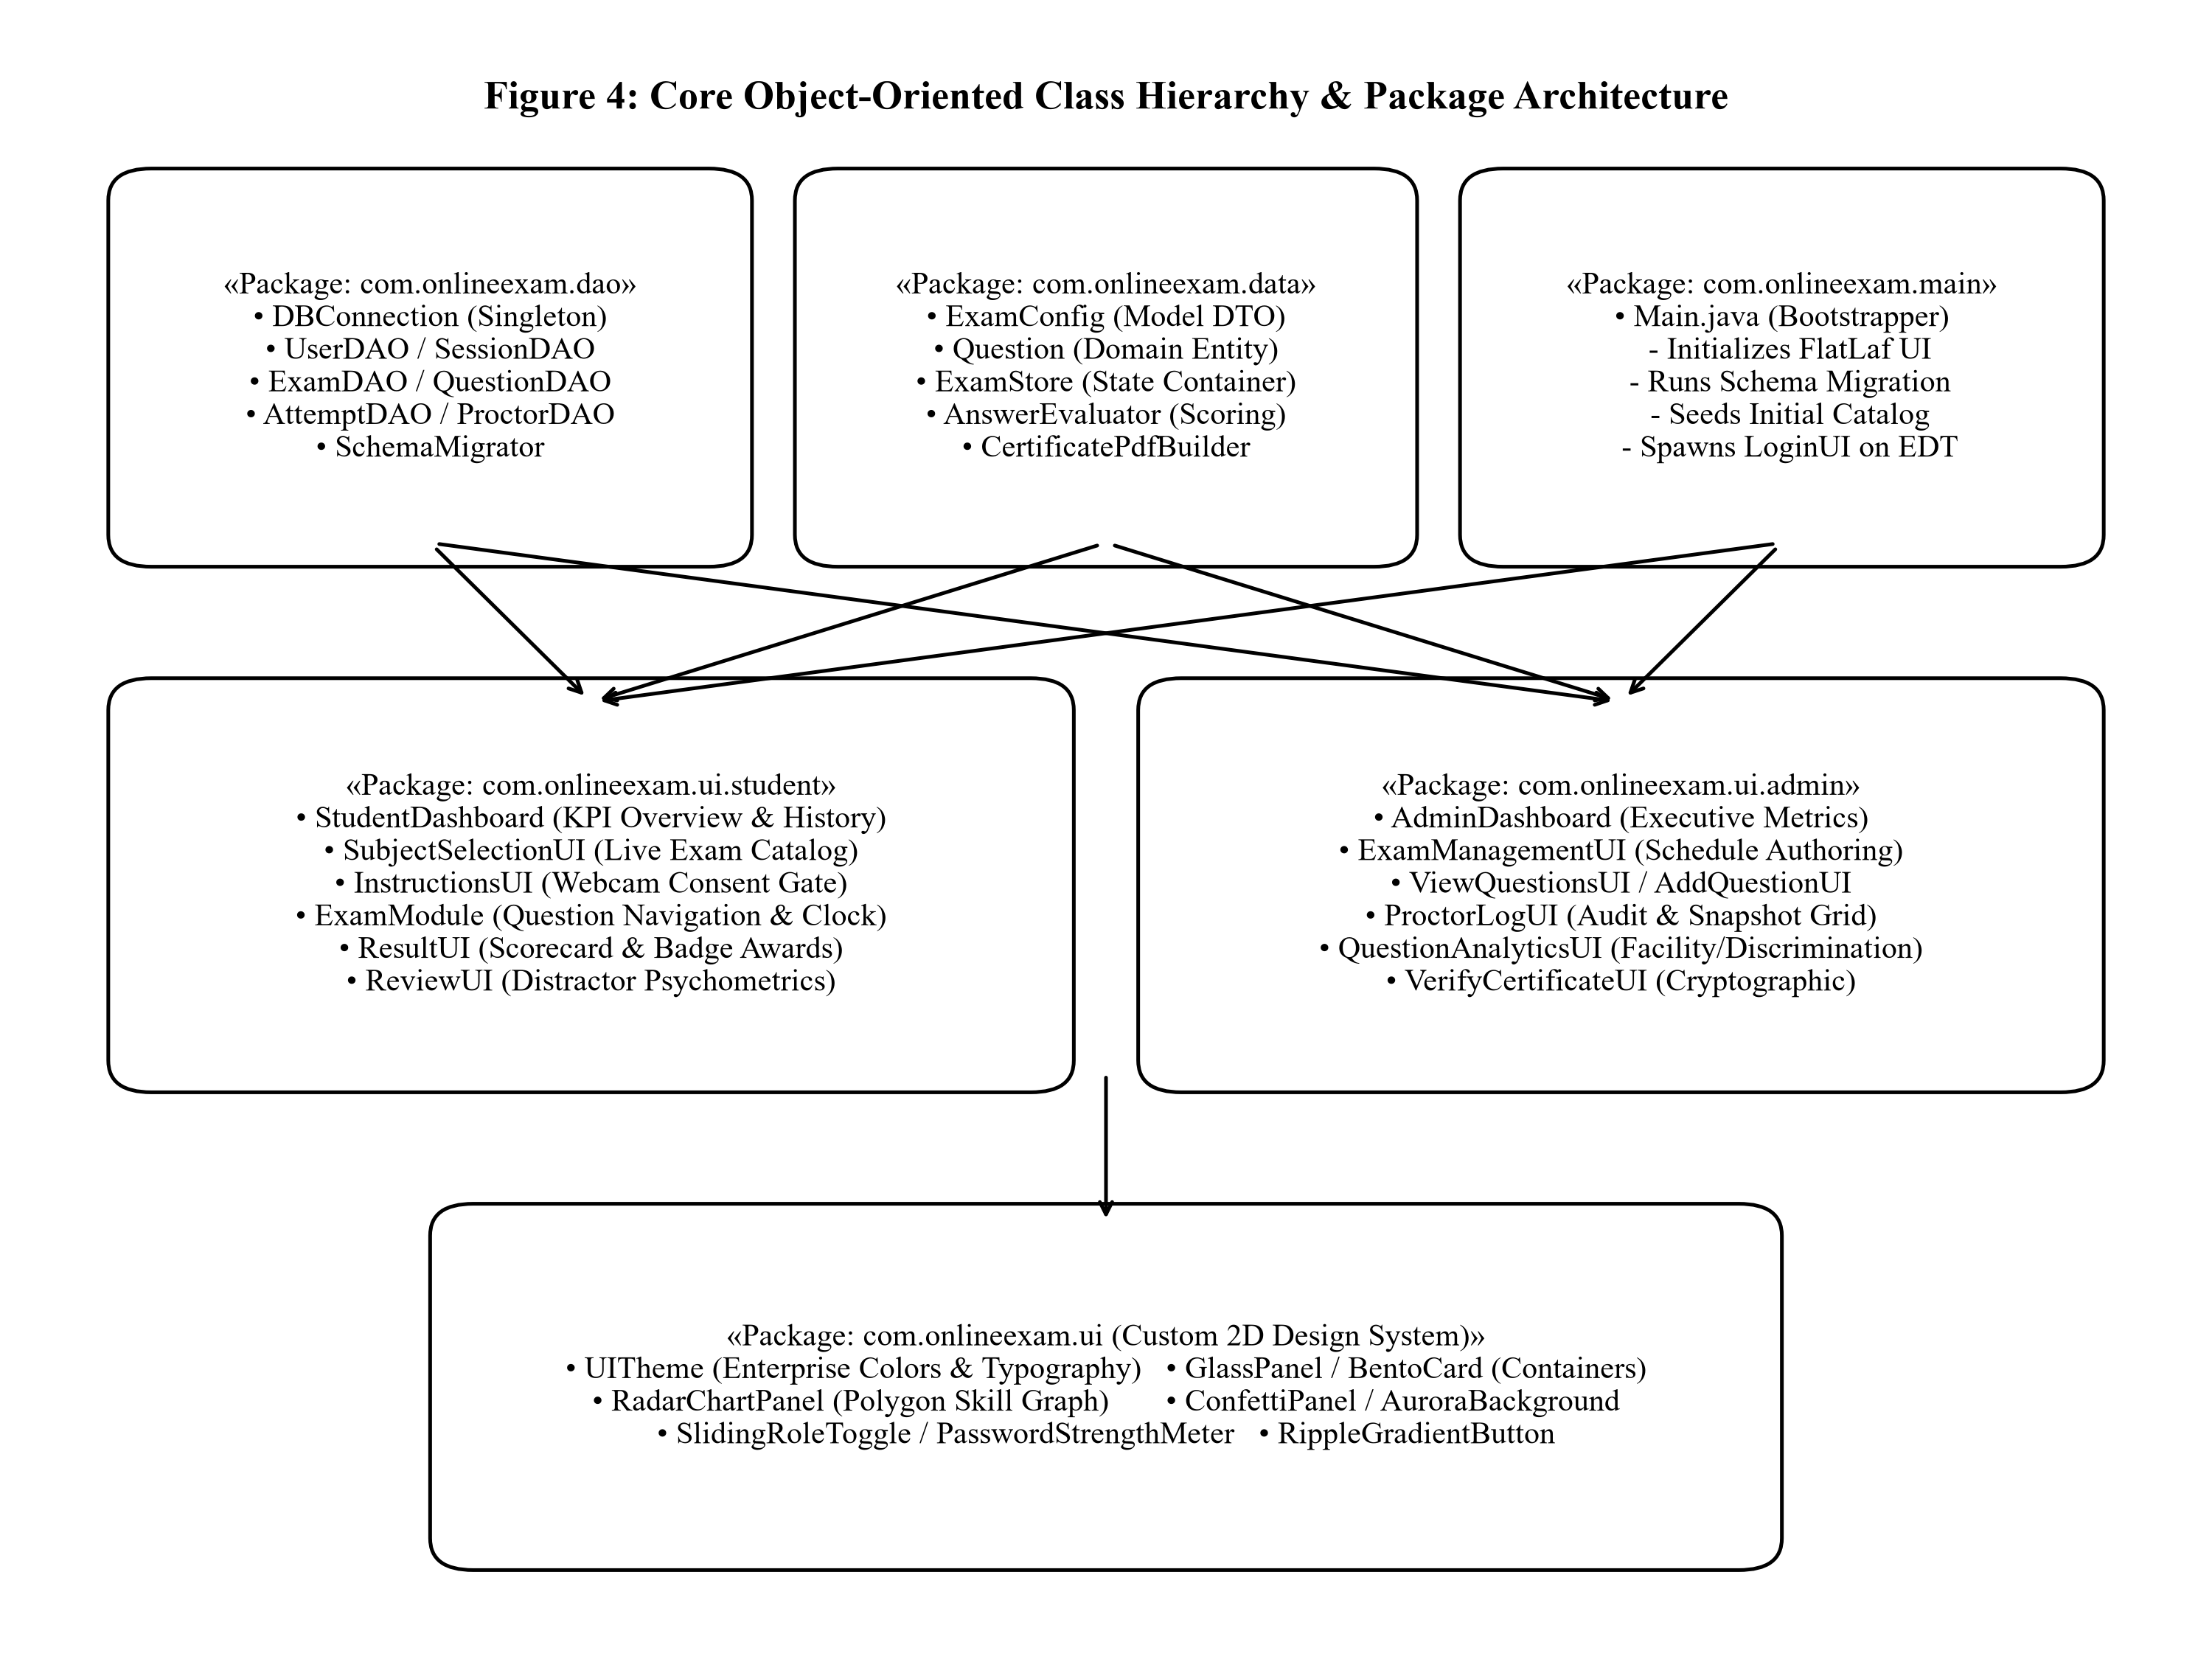 Figure 4: Core Object-Oriented Class Hierarchy & Package Architecture
«Package: com.onlineexam.dao»
• DBConnection (Singleton)
• UserDAO / SessionDAO
• ExamDAO / QuestionDAO
• AttemptDAO / ProctorDAO
• SchemaMigrator
«Package: com.onlineexam.data»
• ExamConfig (Model DTO)
• Question (Domain Entity)
• ExamStore (State Container)
• AnswerEvaluator (Scoring)
• CertificatePdfBuilder
«Package: com.onlineexam.main»
• Main.java (Bootstrapper)
- Initializes FlatLaf UI
- Runs Schema Migration
- Seeds Initial Catalog
- Spawns LoginUI on EDT
«Package: com.onlineexam.ui.student»
• StudentDashboard (KPI Overview & History)
• SubjectSelectionUI (Live Exam Catalog)
• InstructionsUI (Webcam Consent Gate)
• ExamModule (Question Navigation & Clock)
• ResultUI (Scorecard & Badge Awards)
• ReviewUI (Distractor Psychometrics)
«Package: com.onlineexam.ui.admin»
• AdminDashboard (Executive Metrics)
• ExamManagementUI (Schedule Authoring)
• ViewQuestionsUI / AddQuestionUI
• ProctorLogUI (Audit & Snapshot Grid)
• QuestionAnalyticsUI (Facility/Discrimination)
• VerifyCertificateUI (Cryptographic)
«Package: com.onlineexam.ui (Custom 2D Design System)»
• UITheme (Enterprise Colors & Typography) • GlassPanel / BentoCard (Containers)
• RadarChartPanel (Polygon Skill Graph) • ConfettiPanel / AuroraBackground
• SlidingRoleToggle / PasswordStrengthMeter • RippleGradientButton